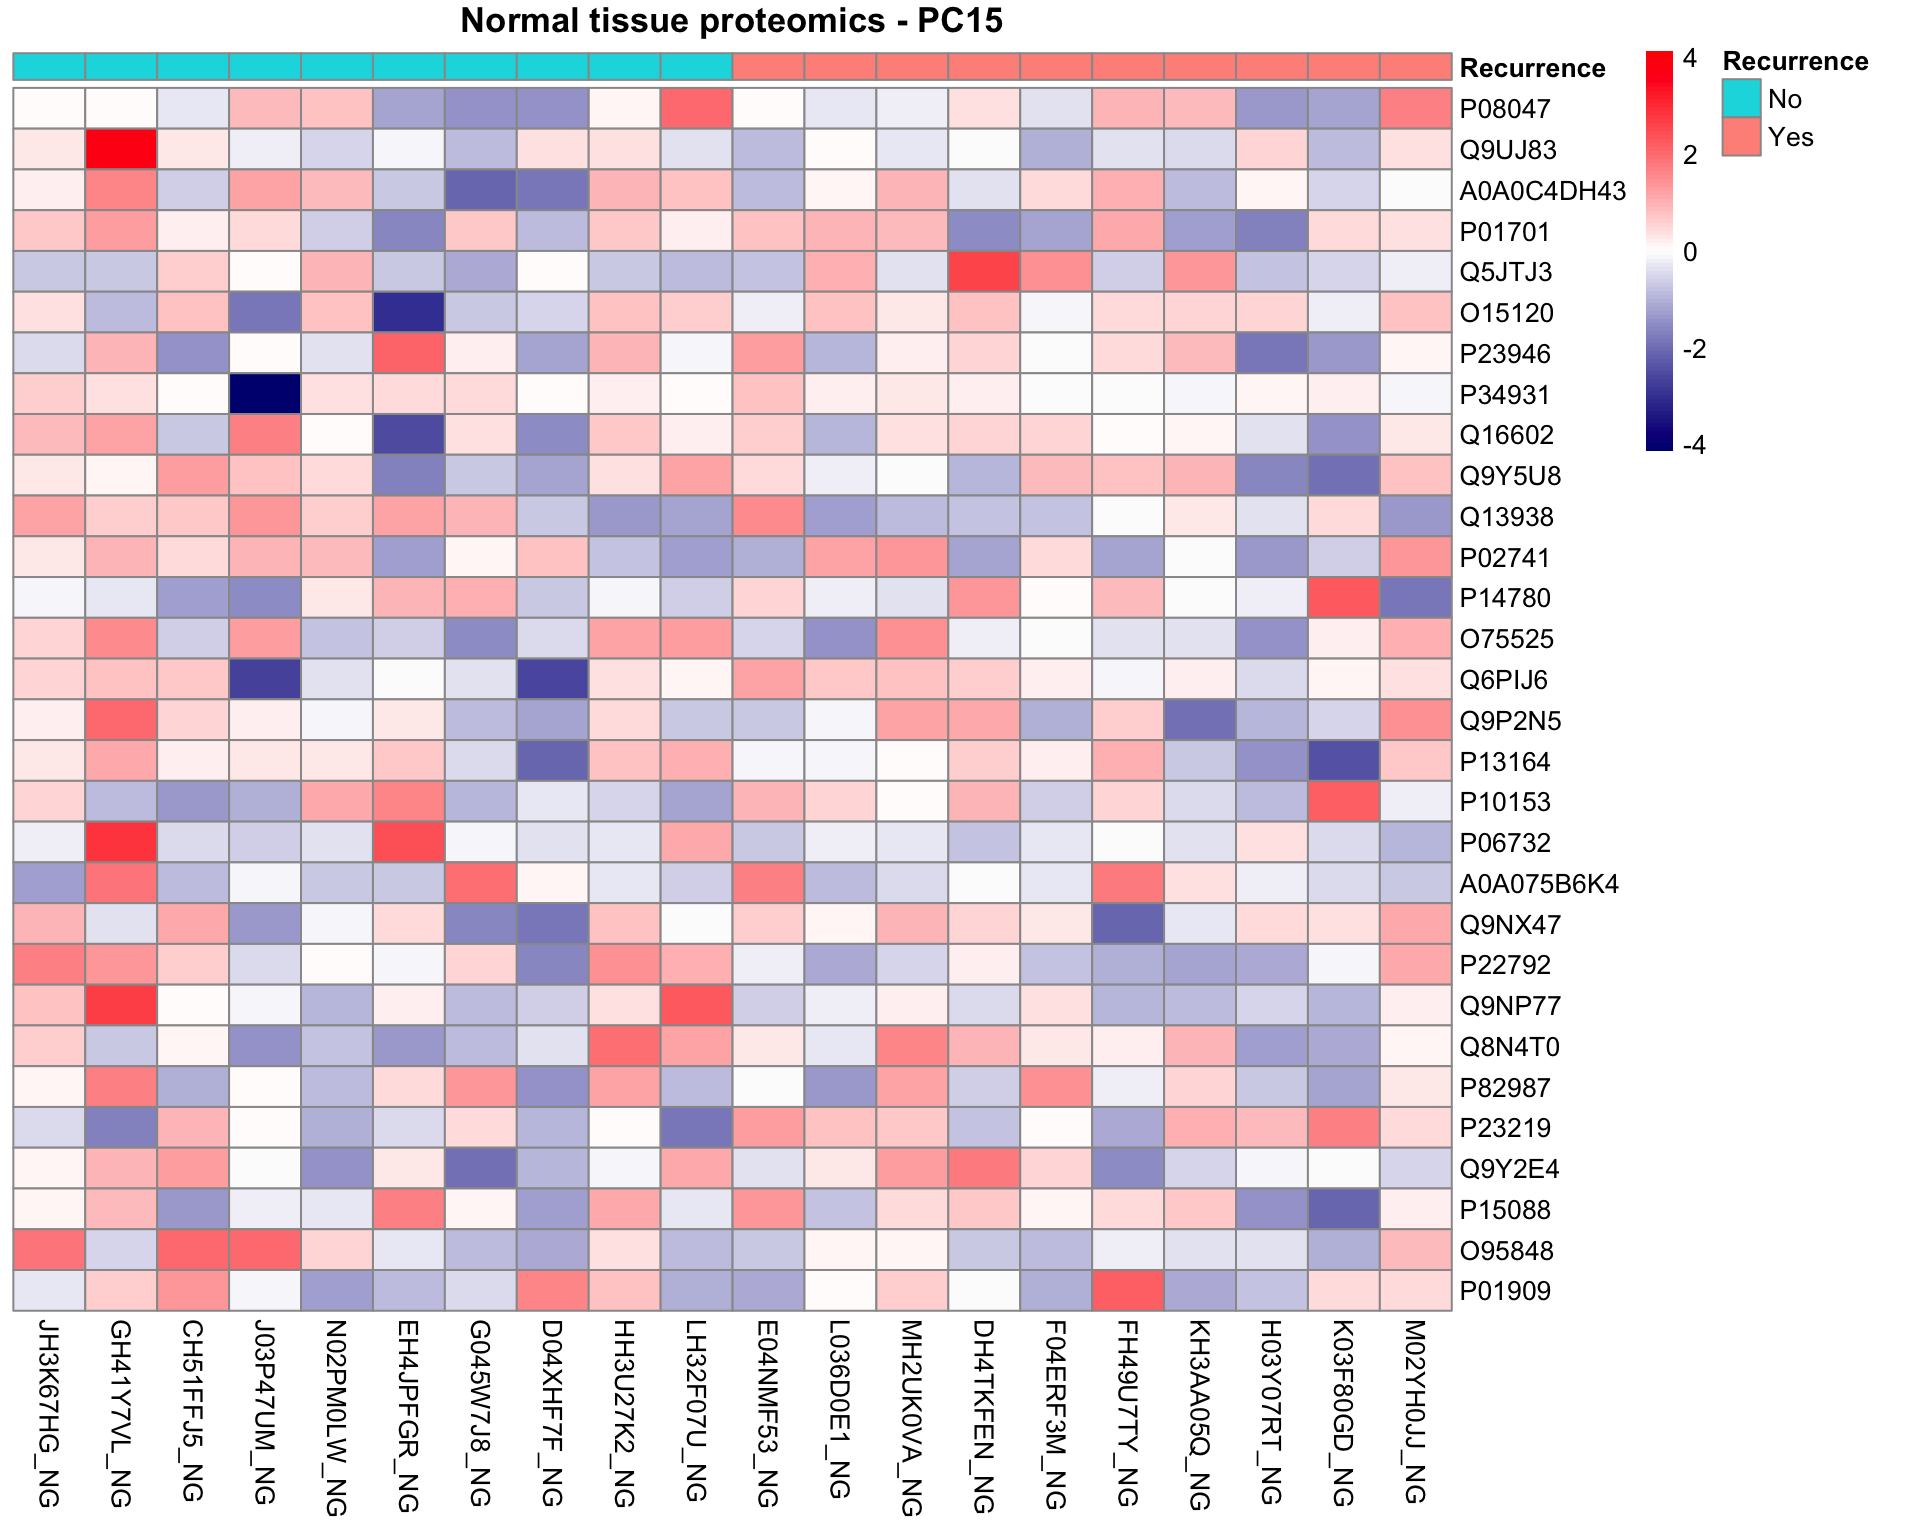 Normal tissue proteomics - PC15
Recurrence
P08047
Q9UJ83
A0A0C4DH43
P01701
Q5JTJ3
O15120
P23946
P34931
Q16602
Q9Y5U8
Q13938
P02741
P14780
O75525
Q6PIJ6
Q9P2N5
P13164
P10153
P06732
A0A075B6K4
Q9NX47
P22792
Q9NP77
Q8N4T0
P82987
P23219
Q9Y2E4
P15088
O95848
P01909
4
2
0
-2
-4
Recurrence
No
Yes
JH3K67HG_NG
GH41Y7VL_NG
CH51FFJ5_NG
J03P47UM_NG
N02PM0LW_NG
EH4JPFGR_NG
G045W7J8_NG
D04XHF7F_NG
HH3U27K2_NG
LH32F07U_NG
E04NMF53_NG
L036D0E1_NG
MH2UK0VA_NG
DH4TKFEN_NG
F04ERF3M_NG
FH49U7TY_NG
KH3AA05Q_NG
H03Y07RT_NG
K03F80GD_NG
M02YH0JJ_NG